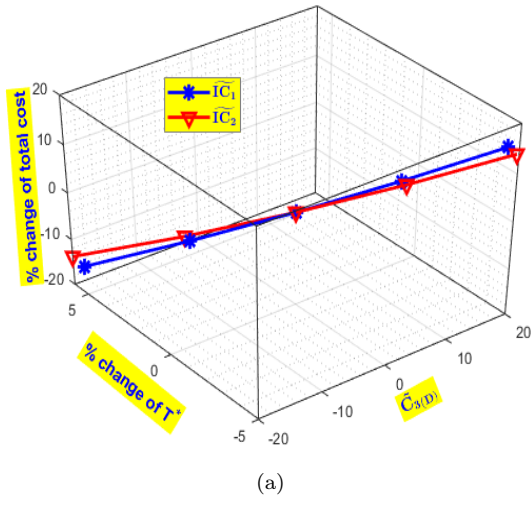 20
10
0
-10
-20
% change of total cost
IC̃₁
IC̃₂
5
0
-5
% change of T*
-20
-10
0
10
20
C̃₃₍D₎
(a)